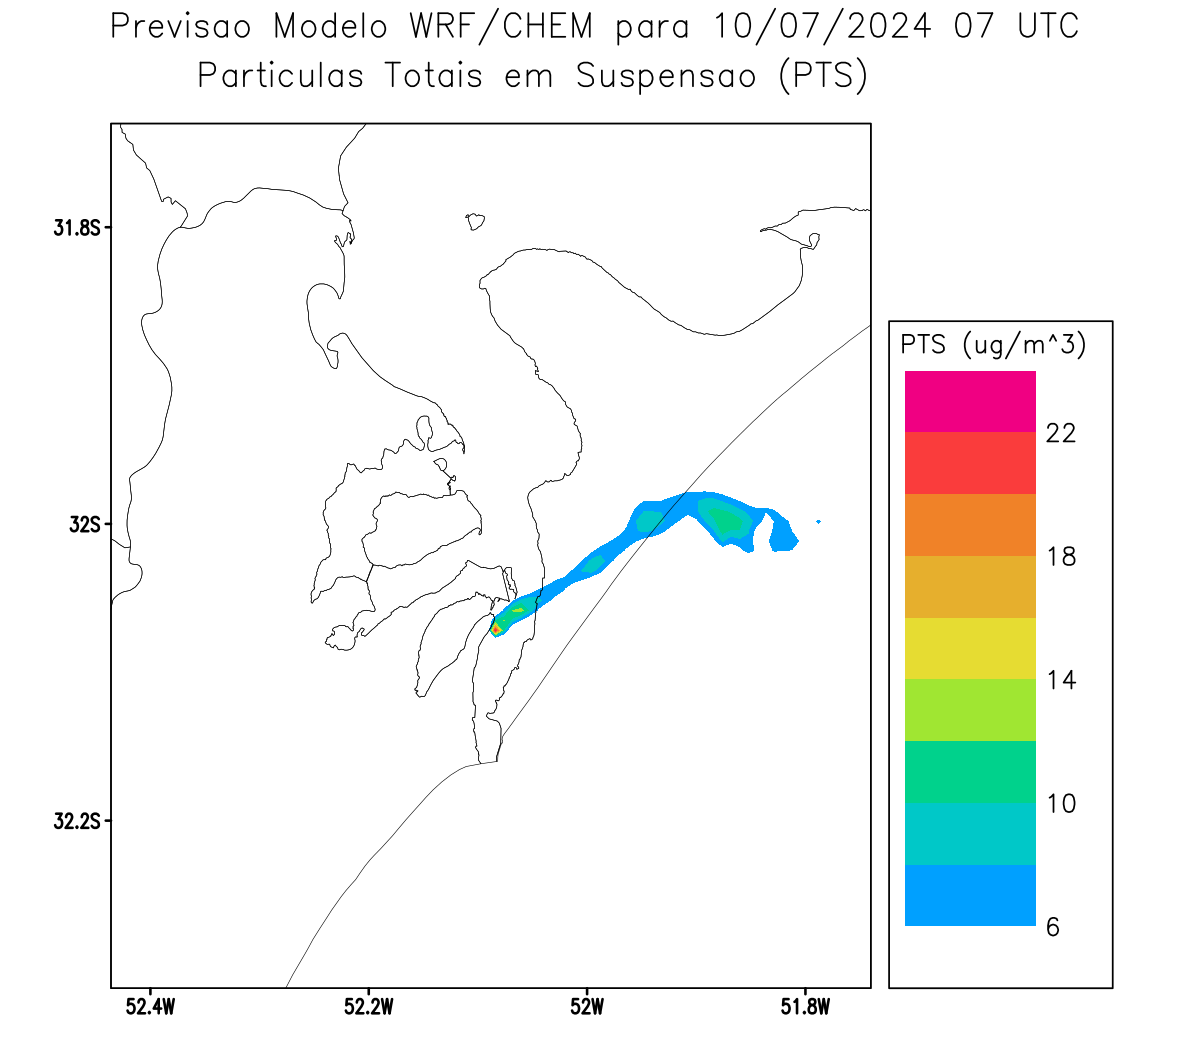 Previsao Modelo WRF/CHEM para 10/07/2024 07 UTC
Particulas Totais em Suspensao (PTS)
31.8S
32S
32.2S
52.4W
52.2W
52W
51.8W
PTS (ug/m^3)
22
18
14
10
6